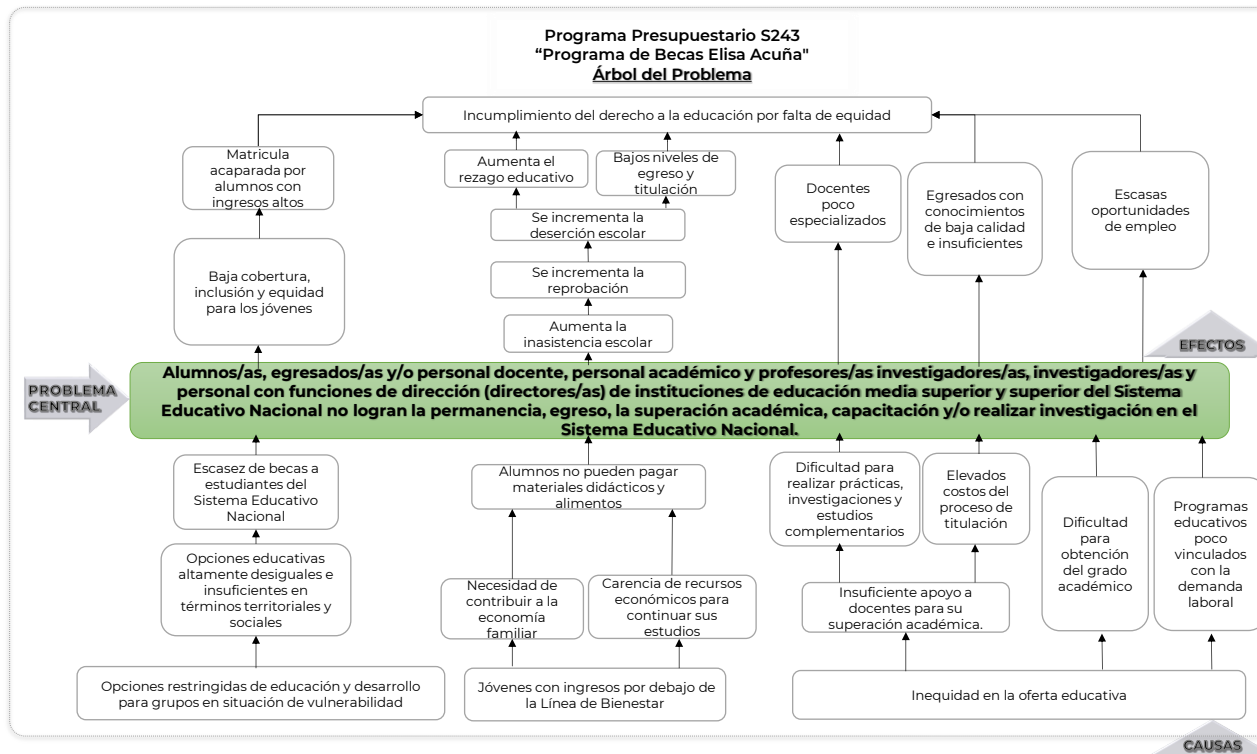 Programa Presupuestario S243
“Programa de Becas Elisa Acuña"
Árbol del Problema
Incumplimiento del derecho a la educación por falta de equidad
Matricula
acaparada por
alumnos con
ingresos altos
Aumenta el
rezago educativo
Bajos niveles de
egreso y
titulación
Docentes
poco
especializados
Egresados con
conocimientos
de baja calidad
e insuficientes
Escasas
oportunidades
de empleo
Se incrementa la
deserción escolar
Baja cobertura,
inclusión y equidad
para los jóvenes
Se incrementa la
reprobación
Aumenta la
inasistencia escolar
EFECTOS
PROBLEMA
CENTRAL
Alumnos/as, egresados/as y/o personal docente, personal académico y profesores/as investigadores/as, investigadores/as y
personal con funciones de dirección (directores/as) de instituciones de educación media superior y superior del Sistema
Educativo Nacional no logran la permanencia, egreso, la superación académica, capacitación y/o realizar investigación en el
Sistema Educativo Nacional.
Escasez de becas a
estudiantes del
Sistema Educativo
Nacional
Alumnos no pueden pagar
materiales didácticos y
alimentos
Dificultad para
realizar prácticas,
investigaciones y
estudios
complementarios
Elevados
costos del
proceso de
titulación
Dificultad
para
obtención
del grado
académico
Programas
educativos
poco
vinculados
con la
demanda
laboral
Opciones educativas
altamente desiguales e
insuficientes en
términos territoriales y
sociales
Necesidad de
contribuir a la
economía
familiar
Carencia de recursos
económicos para
continuar sus
estudios
Insuficiente apoyo a
docentes para su
superación académica.
Opciones restringidas de educación y desarrollo
para grupos en situación de vulnerabilidad
Jóvenes con ingresos por debajo de
la Línea de Bienestar
Inequidad en la oferta educativa
CAUSAS